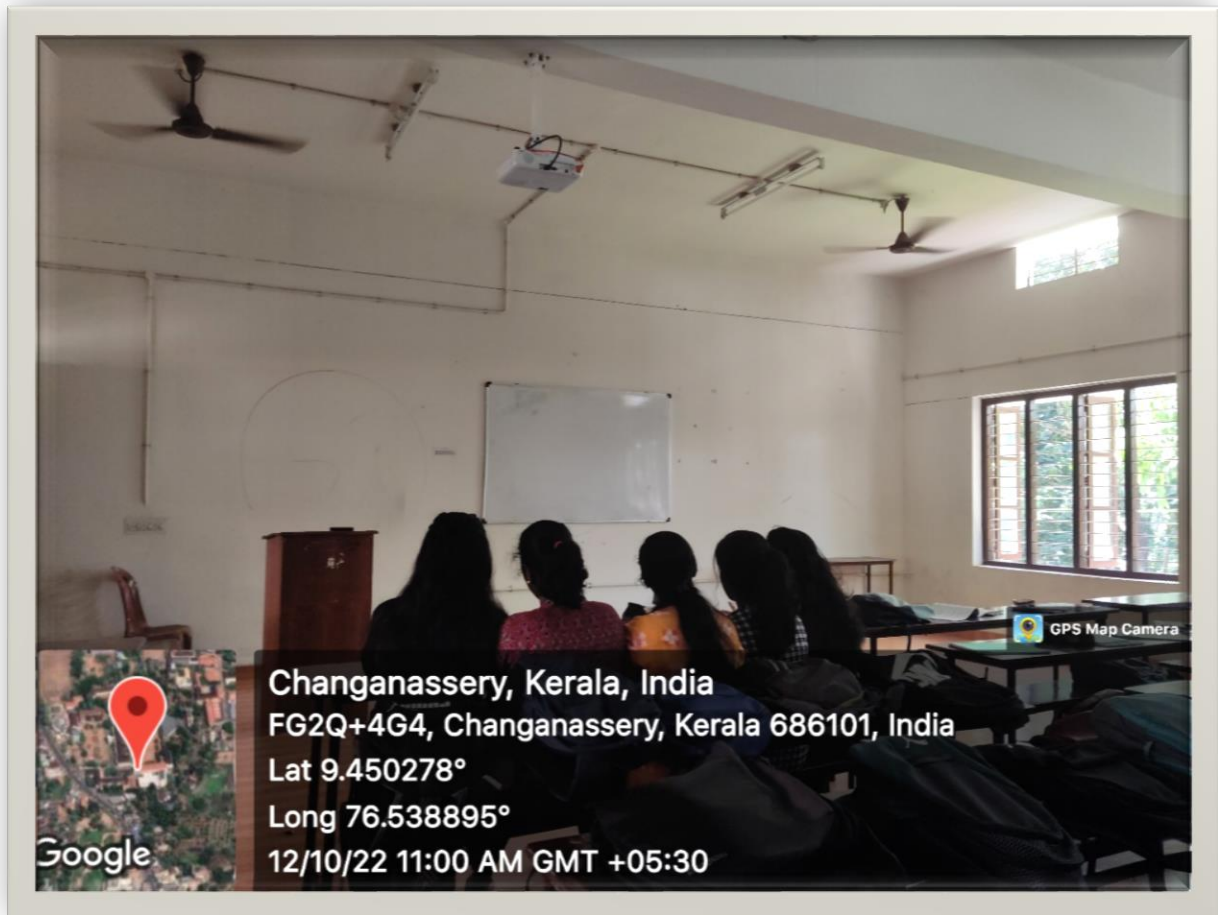 GPS Map Camera
Changanassery, Kerala, India
FG2Q+4G4, Changanassery, Kerala 686101, India
Lat 9.450278°
Long 76.538895°
12/10/22 11:00 AM GMT +05:30
Google